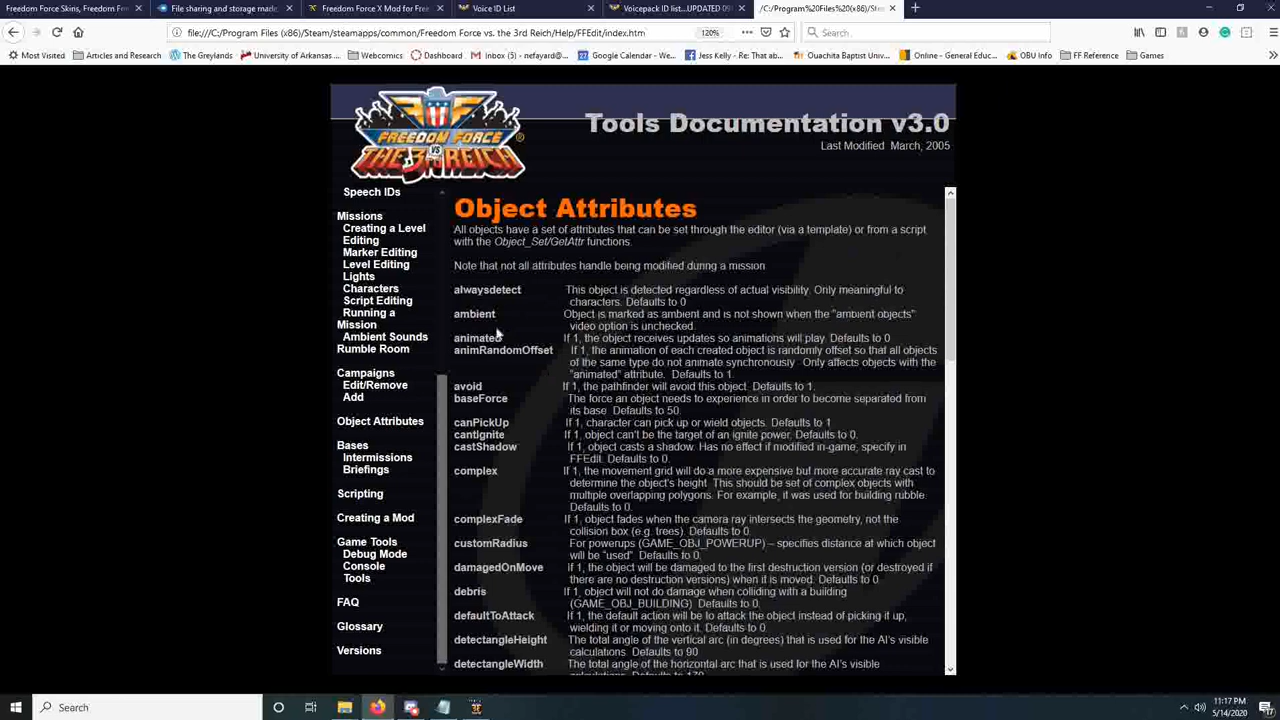 Freedom Force Skins, Freedom Forc
File sharing and storage made
Freedom Force X Mod for Free
Voice ID List
Voicepack ID list...UPDATED 09
/C:/Program%20Files%20(x86)/Stea
file:///C:/Program Files (x86)/Steam/steamapps/common/Freedom Force vs. the 3rd Reich/Help/FFEdit/index.htm
120%
Search
Most Visited
Articles and Research
The Greylands
University of Arkansas...
Webcomics
Dashboard
Inbox (5) - nefayard@...
Google Calendar - We...
Jess Kelly - Re: That ab...
Ouachita Baptist Univ...
Online - General Educ...
OBU Info
FF Reference
Games
FREEDOM FORCE
VS
THE 3RD REICH
Tools Documentation v3.0
Last Modified March, 2005
Speech IDs
Missions
Creating a Level
Editing
Marker Editing
Level Editing
Lights
Characters
Script Editing
Running a
Mission
Ambient Sounds
Rumble Room
Campaigns
Edit/Remove
Add
Object Attributes
Bases
Intermissions
Briefings
Scripting
Creating a Mod
Game Tools
Debug Mode
Console
Tools
FAQ
Glossary
Versions
Object Attributes
All objects have a set of attributes that can be set through the editor (via a template) or from a script
with the Object_Set/GetAttr functions.
Note that not all attributes handle being modified during a mission
alwaysdetect This object is detected regardless of actual visibility. Only meaningful to
characters. Defaults to 0
ambient Object is marked as ambient and is not shown when the "ambient objects"
video option is unchecked.
animated If 1, the object receives updates so animations will play. Defaults to 0
animRandomOffset If 1, the animation of each created object is randomly offset so that all objects
of the same type do not animate synchronously. Only affects objects with the
"animated" attribute. Defaults to 1.
avoid If 1, the pathfinder will avoid this object. Defaults to 1.
baseForce The force an object needs to experience in order to become separated from
its base. Defaults to 50.
canPickUp If 1, character can pick up or wield objects. Defaults to 1
cantIgnite If 1, object can't be the target of an ignite power. Defaults to 0.
castShadow If 1, object casts a shadow. Has no effect if modified in-game, specify in
FFEdit. Defaults to 0.
complex If 1, the movement grid will do a more expensive but more accurate ray cast to
determine the object's height. This should be set of complex objects with
multiple overlapping polygons. For example, it was used for building rubble.
Defaults to 0.
complexFade If 1, object fades when the camera ray intersects the geometry, not the
collision box (e.g. trees). Defaults to 0.
customRadius For powerups (GAME_OBJ_POWERUP) – specifies distance at which object
will be "used". Defaults to 0.
damagedOnMove If 1, the object will be damaged to the first destruction version (or destroyed if
there are no destruction versions) when it is moved. Defaults to 0.
debris If 1, object will not do damage when colliding with a building
(GAME_OBJ_BUILDING). Defaults to 0.
defaultToAttack If 1, the default action will be to attack the object instead of picking it up,
wielding it or moving onto it. Defaults to 0.
detectangleHeight The total angle of the vertical arc (in degrees) that is used for the AI's visible
calculations. Defaults to 90
detectangleWidth The total angle of the horizontal arc that is used for the AI's visible
Search
11:17 PM
5/14/2020